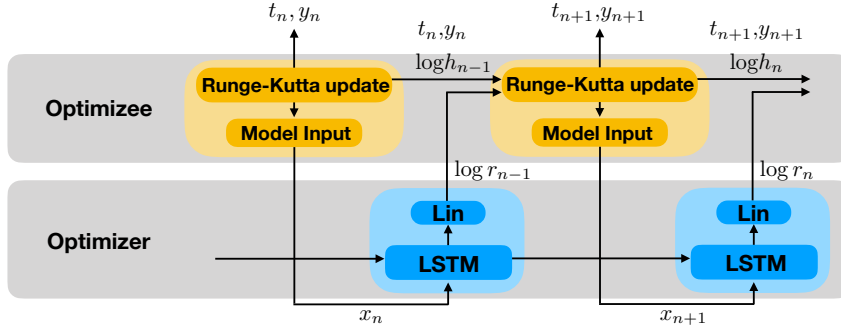 t_n, y_n
t_n, y_n
t_{n+1}, y_{n+1}
t_{n+1}, y_{n+1}
log h_{n-1}
log h_n
Runge-Kutta update
Runge-Kutta update
Optimizee
Model Input
Model Input
log r_{n-1}
log r_n
Lin
Lin
Optimizer
LSTM
LSTM
x_n
x_{n+1}